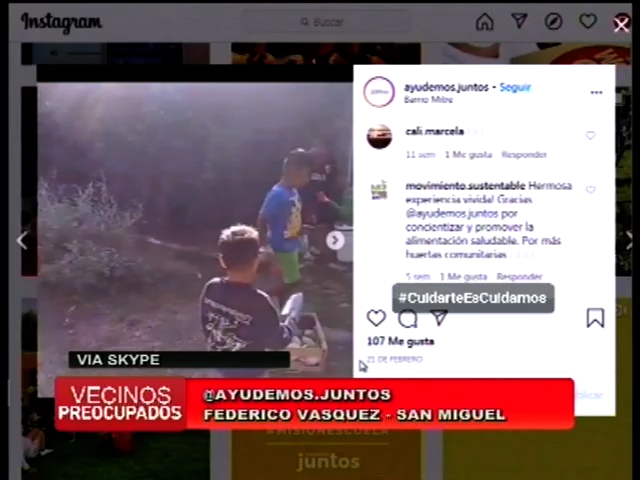 Instagram
Buscar
ayudemos.juntos • Seguir
Barrio Mitre
cali.marcela
11 sem 1 Me gusta Responder
movimiento.sustentable Hermosa
experiencia vivida! Gracias
@ayudemos.juntos por
concientizar y promover la
alimentación saludable. Por más
huertas comunitarias
5 sem 1 Me gusta Responder
#CuidarteEsCuidarnos
107 Me gusta
21 DE FEBRERO
VIA SKYPE
VECINOS
PREOCUPADOS
@AYUDEMOS.JUNTOS
FEDERICO VASQUEZ - SAN MIGUEL
#MISIONESCUELA
juntos